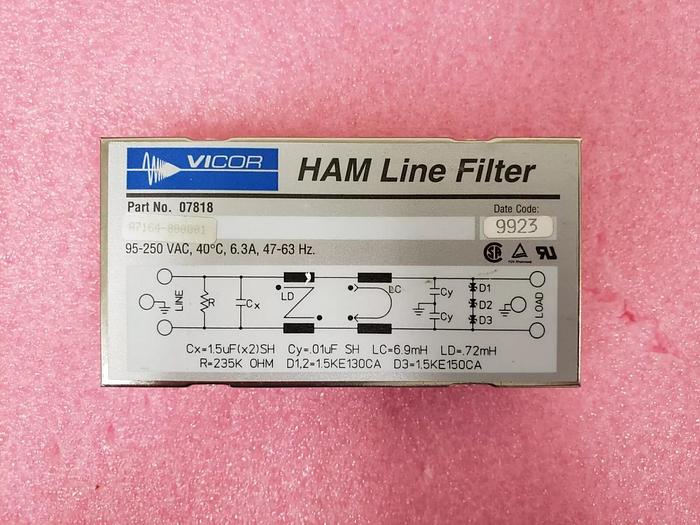 VICOR
HAM Line Filter
Part No. 07818
Date Code:
9923
95-250 VAC, 40°C, 6.3A, 47-63 Hz.
LINE
R
Cx
LD
LC
Cy
Cy
D1
D2
D3
LOAD
Cx=1.5uF(x2)SH Cy=.01uF SH LC=6.9mH LD=.72mH
R=235K OHM D1,2=1.5KE130CA D3=1.5KE150CA